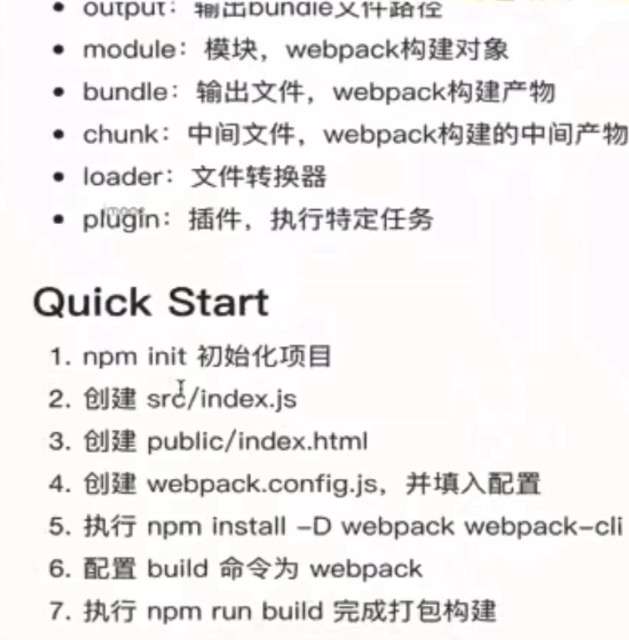 output：输出bundle文件路径
module：模块，webpack构建对象
bundle：输出文件，webpack构建产物
chunk：中间文件，webpack构建的中间产物
loader：文件转换器
plugin：插件，执行特定任务
Quick Start
1. npm init 初始化项目
2. 创建 src/index.js
3. 创建 public/index.html
4. 创建 webpack.config.js，并填入配置
5. 执行 npm install -D webpack webpack-cli
6. 配置 build 命令为 webpack
7. 执行 npm run build 完成打包构建